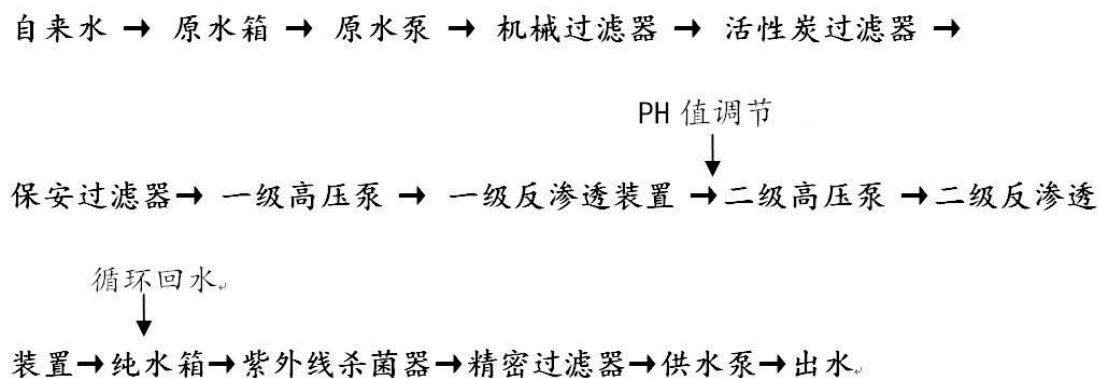 自来水 → 原水箱 → 原水泵 → 机械过滤器 → 活性炭过滤器 →
PH 值调节
保安过滤器→ 一级高压泵 → 一级反渗透装置 →二级高压泵 →二级反渗透
循环回水
装置→纯水箱→紫外线杀菌器→精密过滤器→供水泵→出水